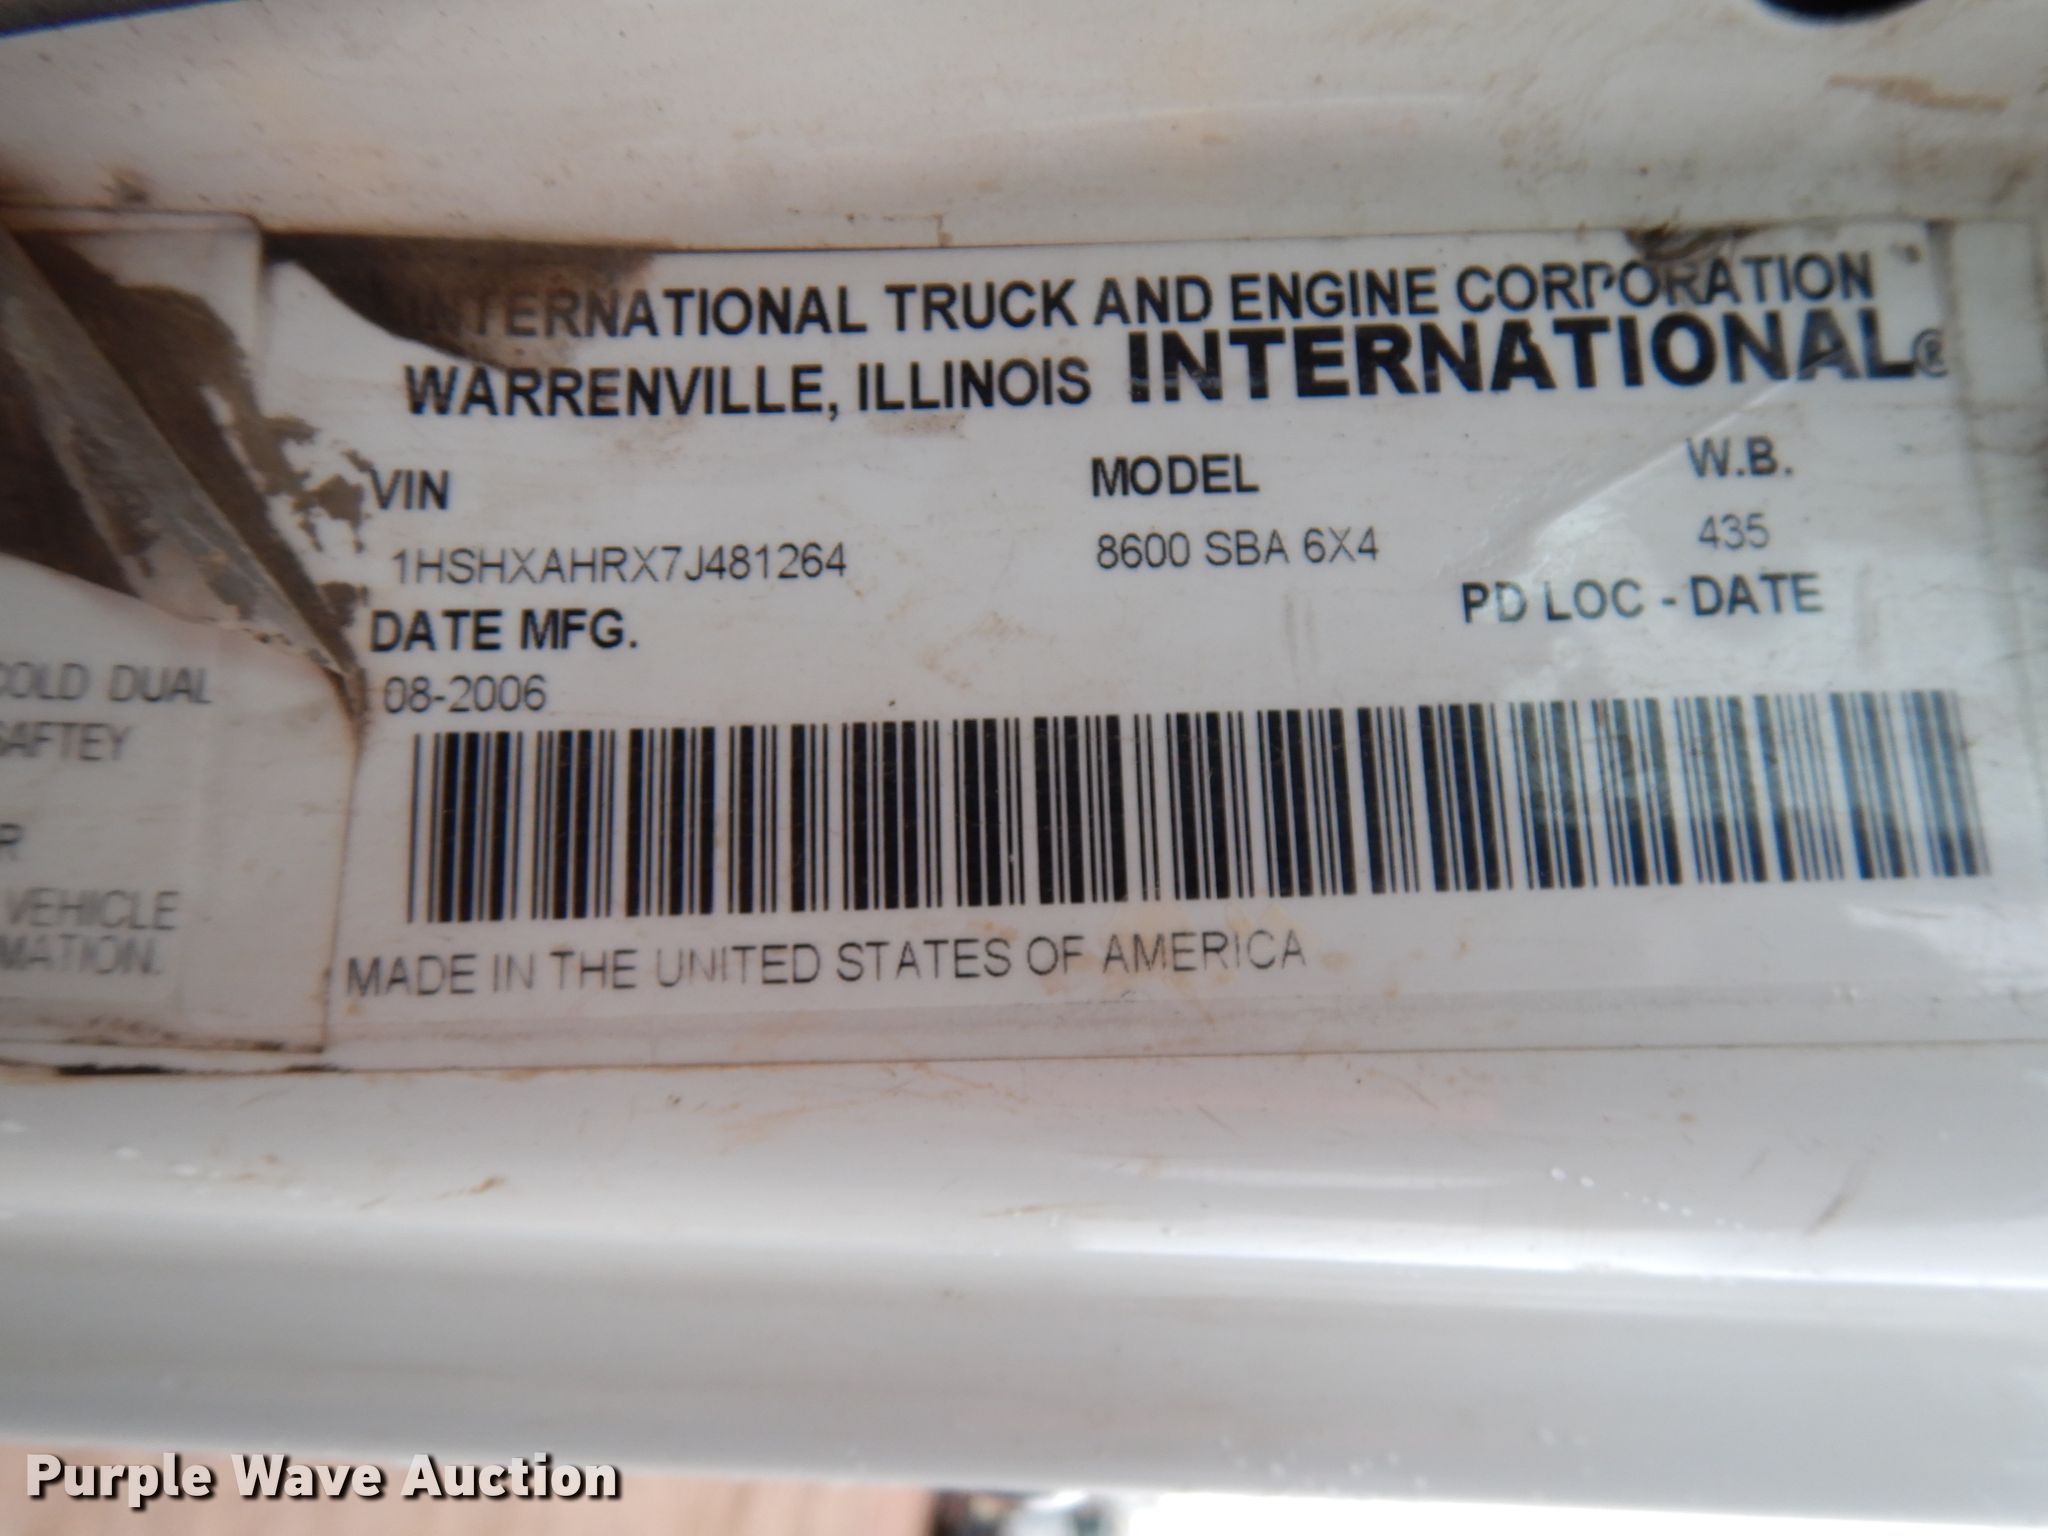 INTERNATIONAL TRUCK AND ENGINE CORPORATION
WARRENVILLE, ILLINOIS INTERNATIONAL®
VIN MODEL W.B.
1HSHXAHRX7J481264 8600 SBA 6X4 435
DATE MFG. PD LOC - DATE
08-2006
MADE IN THE UNITED STATES OF AMERICA
COLD DUAL
SAFTEY
R
VEHICLE
MATION.
Purple Wave Auction